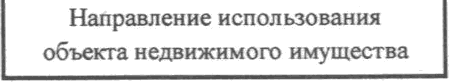 Направление использования
объекта недвижимого имущества